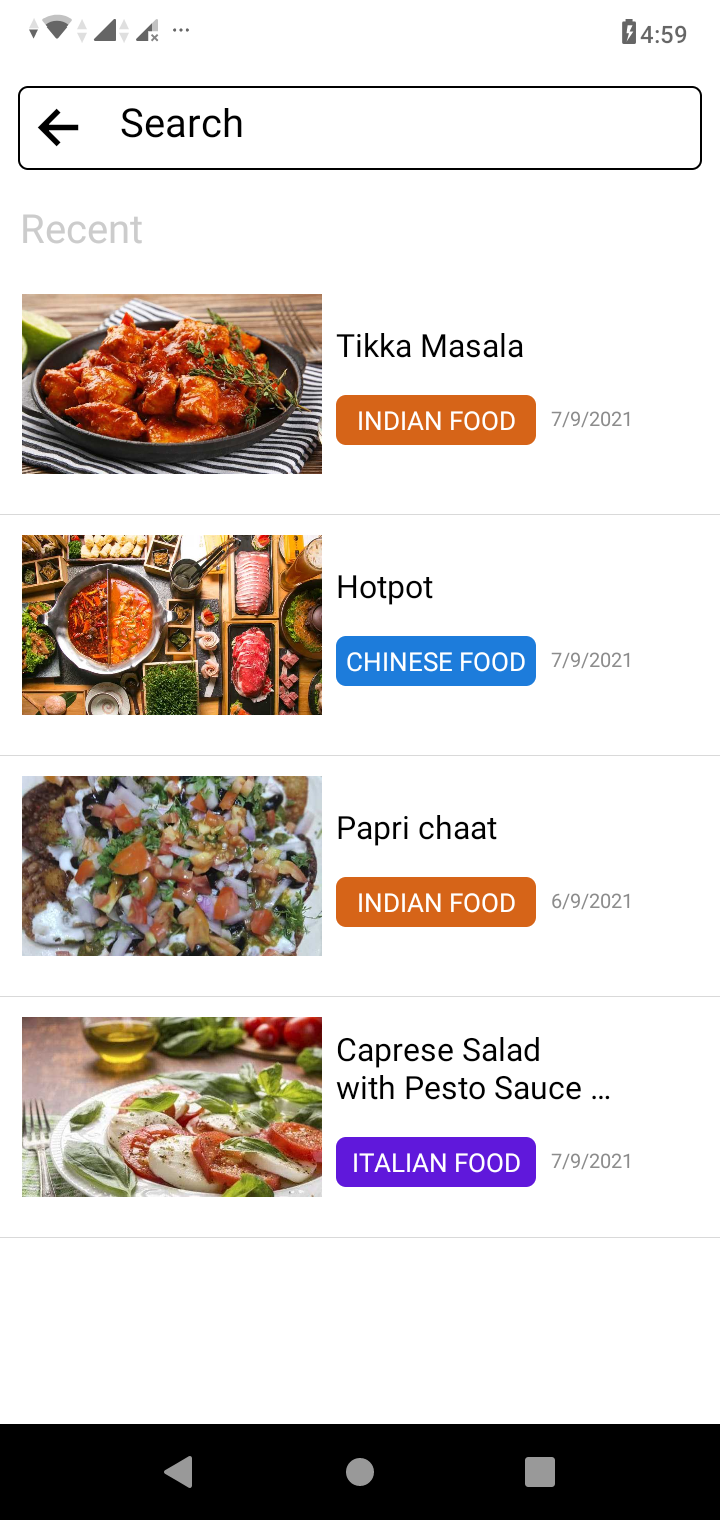 4:59
Search
Recent
Tikka Masala
INDIAN FOOD 7/9/2021
Hotpot
CHINESE FOOD 7/9/2021
Papri chaat
INDIAN FOOD 6/9/2021
Caprese Salad
with Pesto Sauce ...
ITALIAN FOOD 7/9/2021